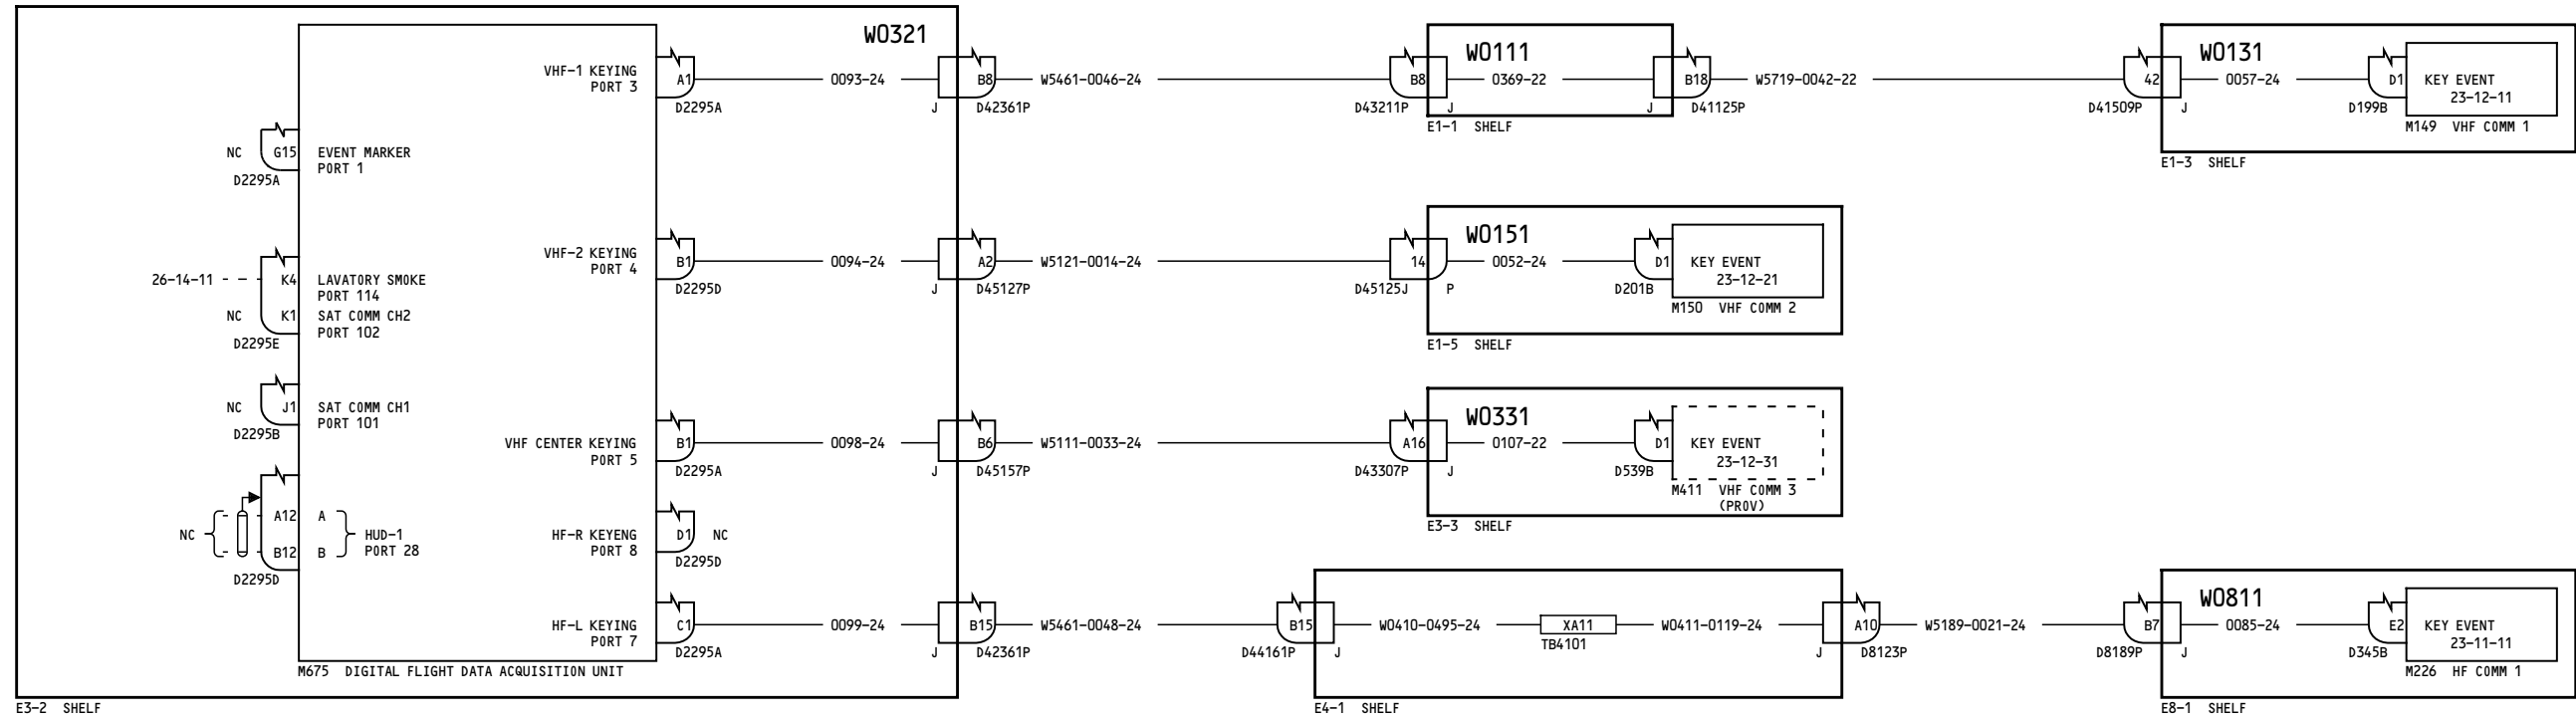 W0321
VHF-1 KEYING
PORT 3
A1
D2295A
0093-24
J
B8
D42361P
W5461-0046-24
B8
D43211P
W0111
0369-22
J
J
E1-1 SHELF
B18
D41125P
W5719-0042-22
42
D41509P
W0131
0057-24
J
D1
D199B
KEY EVENT
23-12-11
M149 VHF COMM 1
E1-3 SHELF
NC
G15
D2295A
EVENT MARKER
PORT 1
VHF-2 KEYING
PORT 4
B1
D2295D
0094-24
J
A2
D45127P
W5121-0014-24
14
D45125J
P
W0151
0052-24
D1
D201B
KEY EVENT
23-12-21
M150 VHF COMM 2
E1-5 SHELF
26-14-11
K4
LAVATORY SMOKE
PORT 114
NC
K1
SAT COMM CH2
PORT 102
D2295E
NC
J1
SAT COMM CH1
PORT 101
D2295B
VHF CENTER KEYING
PORT 5
B1
D2295A
0098-24
J
B6
D45157P
W5111-0033-24
A16
D43307P
J
W0331
0107-22
D1
D539B
KEY EVENT
23-12-31
M411 VHF COMM 3
(PROV)
E3-3 SHELF
NC
A12
A
B12
B
HUD-1
PORT 28
D2295D
HF-R KEYENG
PORT 8
D1
NC
D2295D
HF-L KEYING
PORT 7
C1
D2295A
0099-24
J
B15
D42361P
W5461-0048-24
B15
D44161P
J
W0410-0495-24
XA11
TB4101
W0411-0119-24
J
E4-1 SHELF
A10
D8123P
W5189-0021-24
B7
D8189P
J
W0811
0085-24
E2
D345B
KEY EVENT
23-11-11
M226 HF COMM 1
E8-1 SHELF
M675 DIGITAL FLIGHT DATA ACQUISITION UNIT
E3-2 SHELF